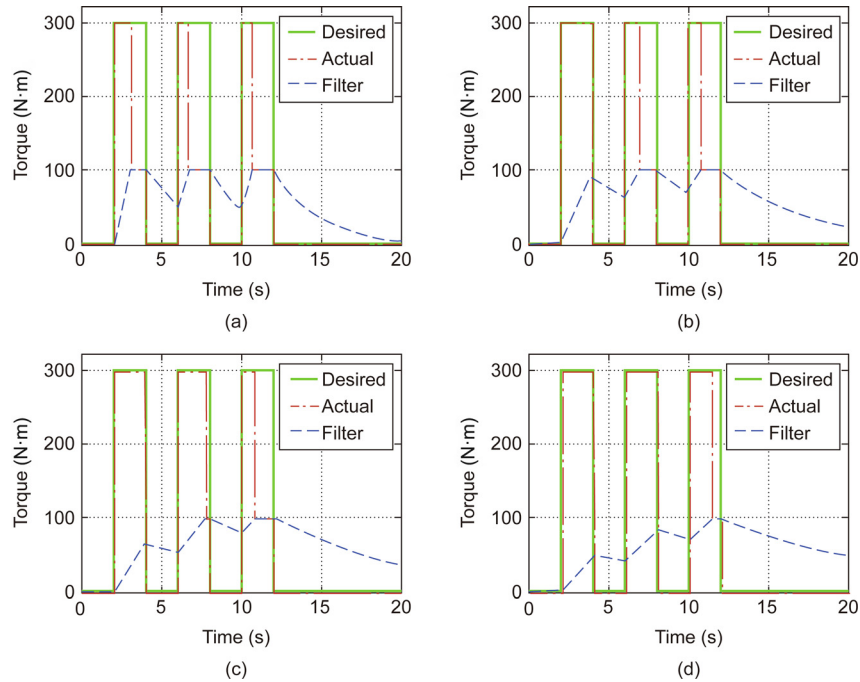 Torque (N·m)
300
200
100
0
0
5
10
15
20
Time (s)
Desired
Actual
Filter
(a)
Torque (N·m)
300
200
100
0
0
5
10
15
20
Time (s)
Desired
Actual
Filter
(b)
Torque (N·m)
300
200
100
0
0
5
10
15
20
Time (s)
Desired
Actual
Filter
(c)
Torque (N·m)
300
200
100
0
0
5
10
15
20
Time (s)
Desired
Actual
Filter
(d)